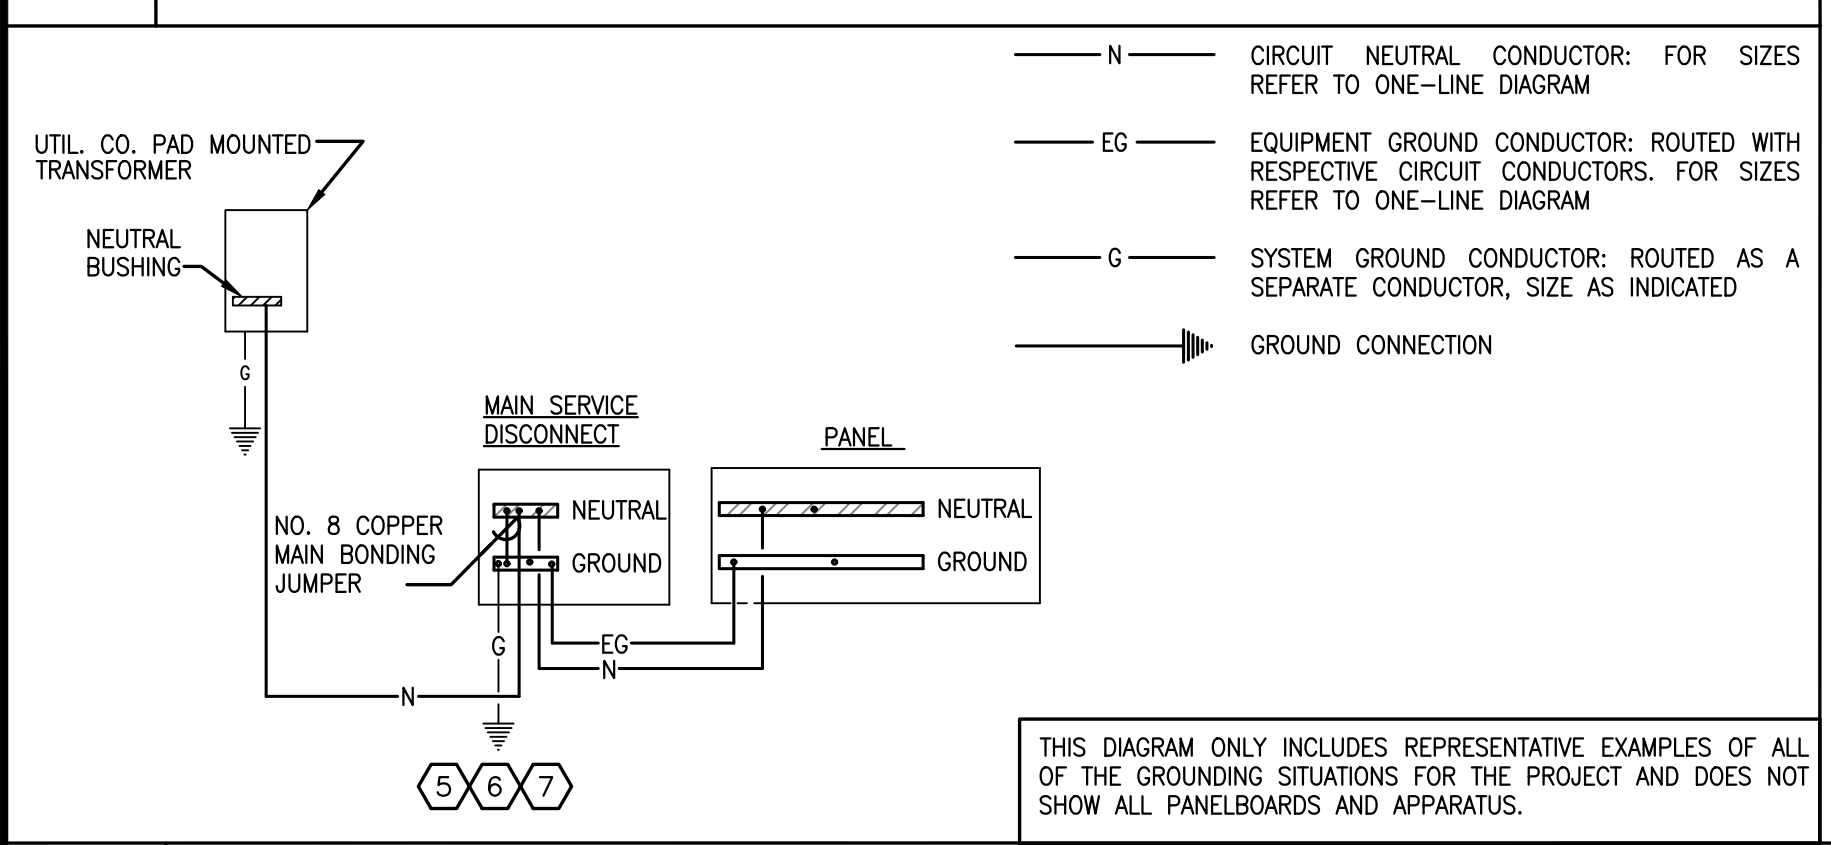 N CIRCUIT NEUTRAL CONDUCTOR: FOR SIZES
REFER TO ONE-LINE DIAGRAM
EG EQUIPMENT GROUND CONDUCTOR: ROUTED WITH
RESPECTIVE CIRCUIT CONDUCTORS. FOR SIZES
REFER TO ONE-LINE DIAGRAM
G SYSTEM GROUND CONDUCTOR: ROUTED AS A
SEPARATE CONDUCTOR, SIZE AS INDICATED
GROUND CONNECTION
UTIL. CO. PAD MOUNTED
TRANSFORMER
NEUTRAL
BUSHING
G
MAIN SERVICE
DISCONNECT
PANEL
NEUTRAL
GROUND
NEUTRAL
GROUND
NO. 8 COPPER
MAIN BONDING
JUMPER
G
EG
N
N
5 6 7
THIS DIAGRAM ONLY INCLUDES REPRESENTATIVE EXAMPLES OF ALL
OF THE GROUNDING SITUATIONS FOR THE PROJECT AND DOES NOT
SHOW ALL PANELBOARDS AND APPARATUS.